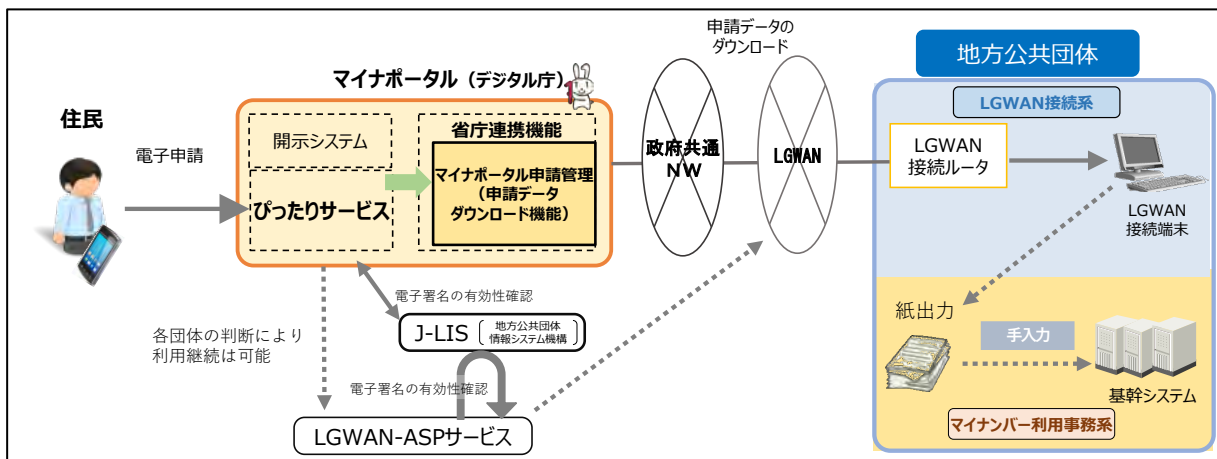 申請データの
ダウンロード
地方公共団体
マイナポータル（デジタル庁）
LGWAN接続系
住民
電子申請
開示システム
省庁連携機能
マイナポータル申請管理
（申請データ
ダウンロード機能）
ぴったりサービス
政府共通
NW
LGWAN
LGWAN
接続ルータ
LGWAN
接続端末
電子署名の有効性確認
各団体の判断により
利用継続は可能
J-LIS
地方公共団体
情報システム機構
電子署名の有効性確認
LGWAN-ASPサービス
紙出力
手入力
基幹システム
マイナンバー利用事務系